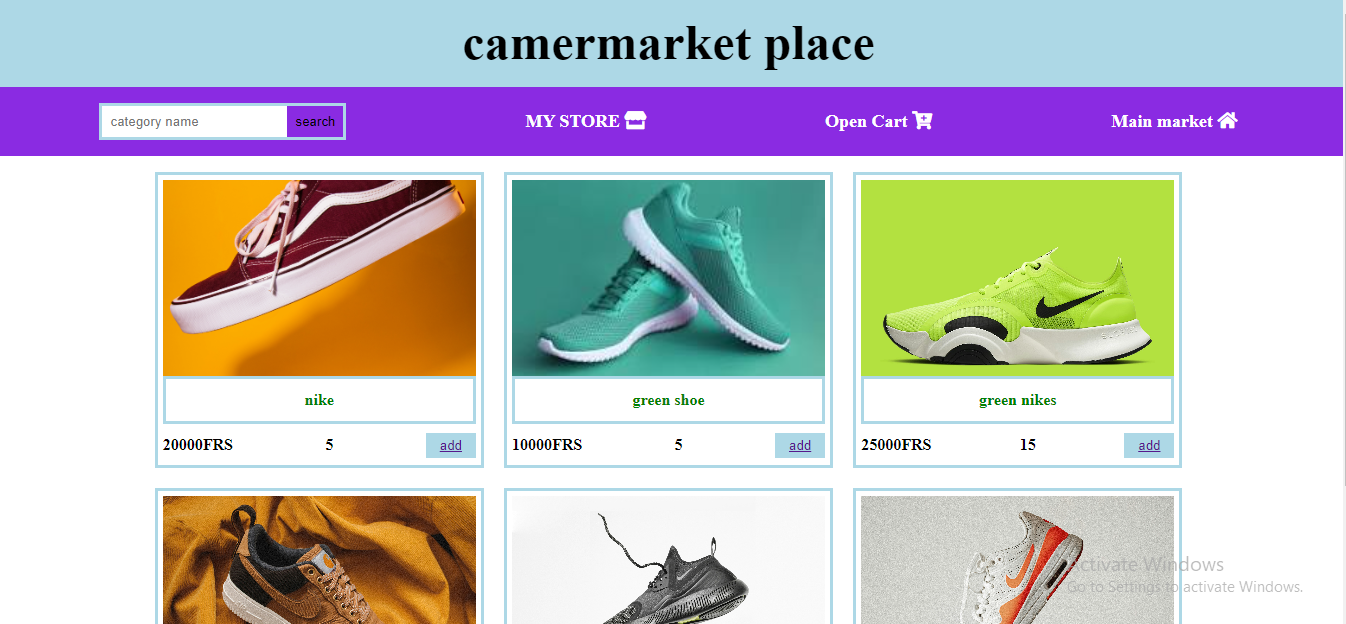 camermarket place
category name search MY STORE Open Cart Main market
nike green shoe green nikes
20000FRS 5 add 10000FRS 5 add 25000FRS 15 add
Activate Windows
Go to Settings to activate Windows.